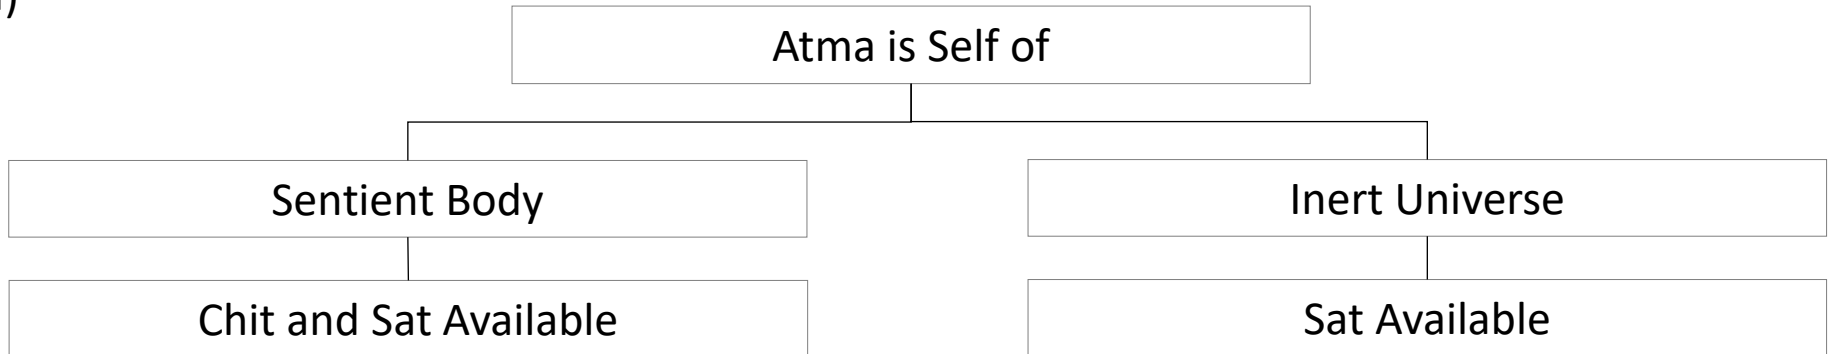 Atma is Self of
Sentient Body
Inert Universe
Chit and Sat Available
Sat Available